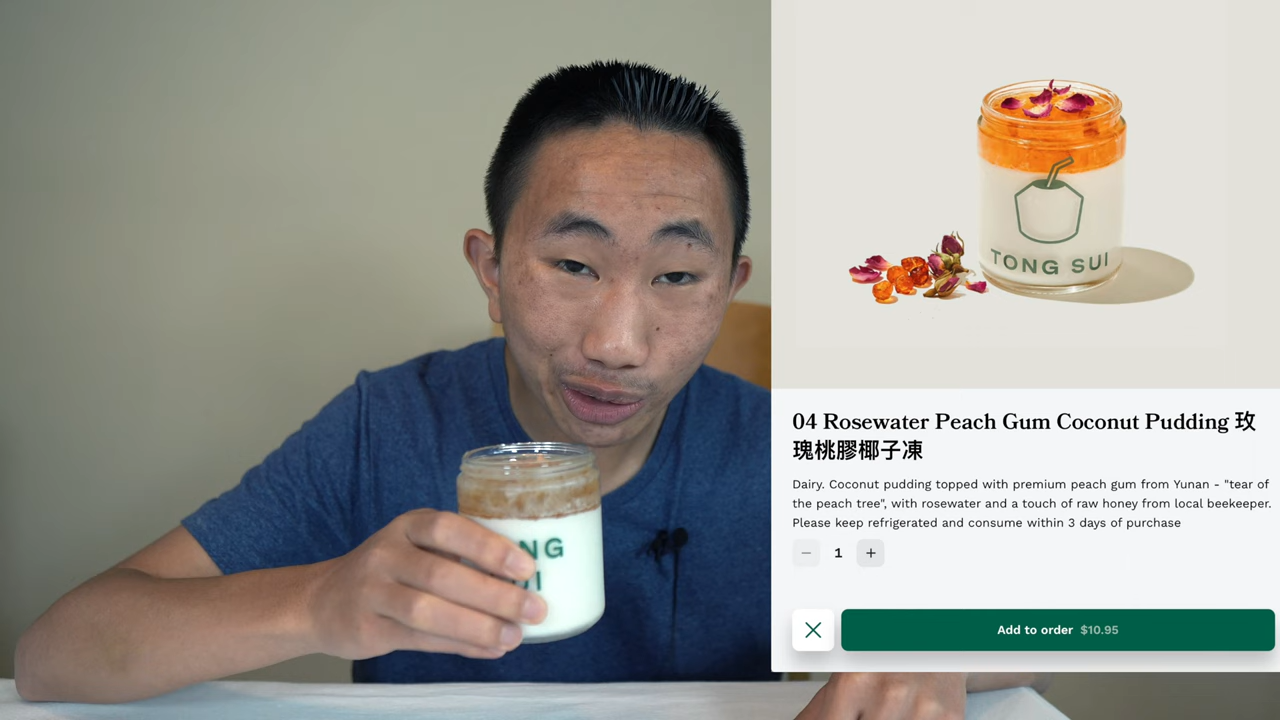 NG
UI
TONG SUI
04 Rosewater Peach Gum Coconut Pudding 玫
瑰桃膠椰子凍
Dairy. Coconut pudding topped with premium peach gum from Yunan - "tear of
the peach tree", with rosewater and a touch of raw honey from local beekeeper.
Please keep refrigerated and consume within 3 days of purchase
− 1 +
Add to order $10.95